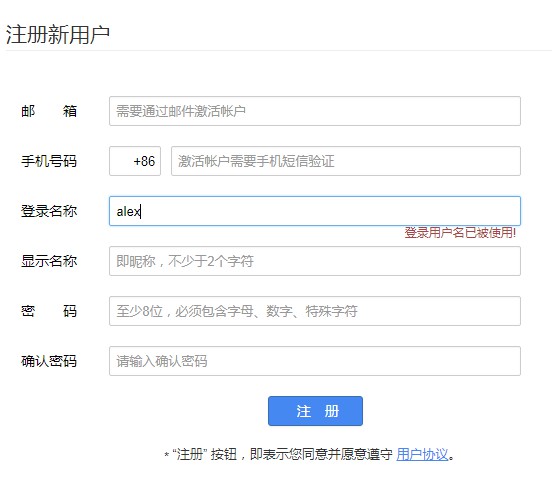 注册新用户
邮 箱 需要通过邮件激活帐户
手机号码 +86 激活帐户需要手机短信验证
登录名称 alex
登录用户名已被使用!
显示名称 即昵称，不少于2个字符
密 码 至少8位，必须包含字母、数字、特殊字符
确认密码 请输入确认密码
注 册
* “注册” 按钮，即表示您同意并愿意遵守 用户协议。